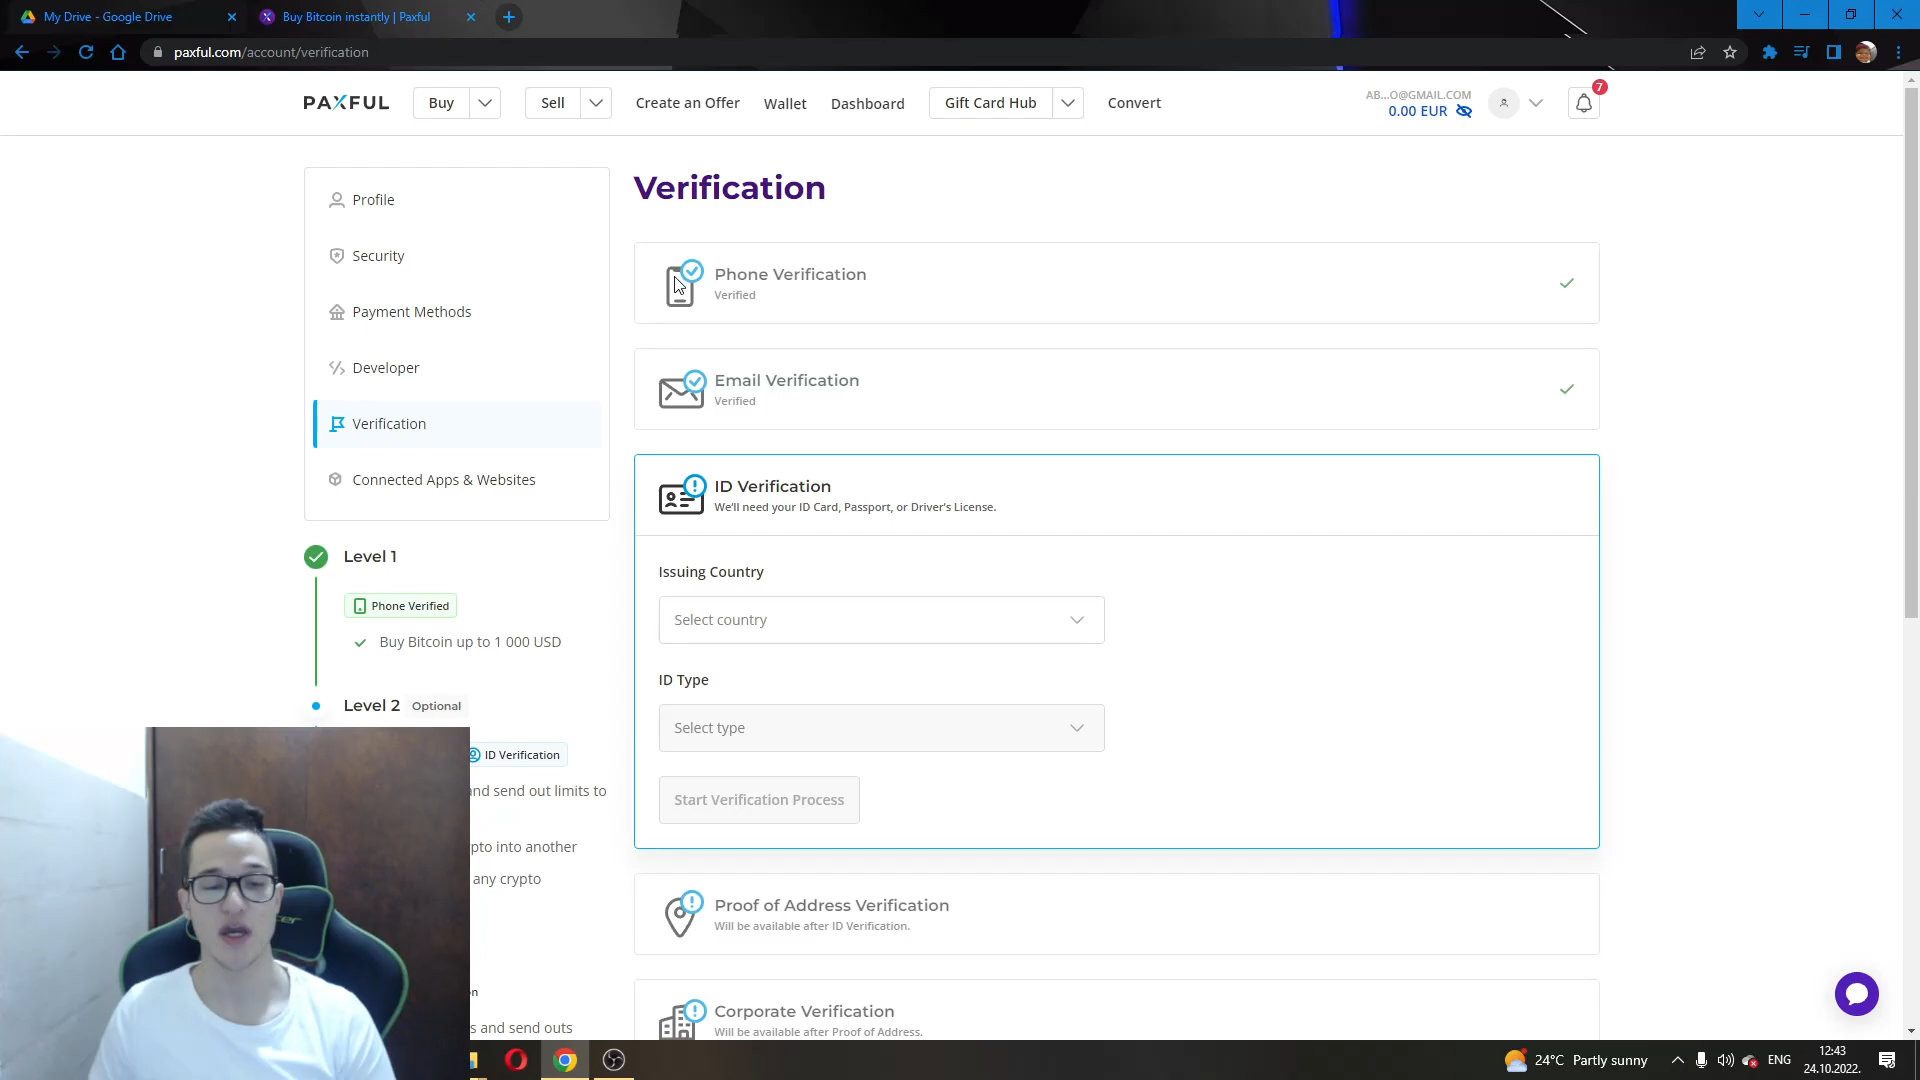 My Drive - Google Drive
Buy Bitcoin instantly | Paxful
paxful.com/account/verification
PAXFUL
Buy
Sell
Create an Offer
Wallet
Dashboard
Gift Card Hub
Convert
AB...O@GMAIL.COM
0.00 EUR
7
Profile
Security
Payment Methods
Developer
Verification
Connected Apps & Websites
Level 1
Phone Verified
Buy Bitcoin up to 1 000 USD
Level 2 Optional
ID Verification
and send out limits to
pto into another
any crypto
s and send outs
Verification
Phone Verification
Verified
Email Verification
Verified
ID Verification
We'll need your ID Card, Passport, or Driver's License.
Issuing Country
Select country
ID Type
Select type
Start Verification Process
Proof of Address Verification
Will be available after ID Verification.
Corporate Verification
Will be available after Proof of Address.
acer
24°C Partly sunny
ENG
12:43
24.10.2022.